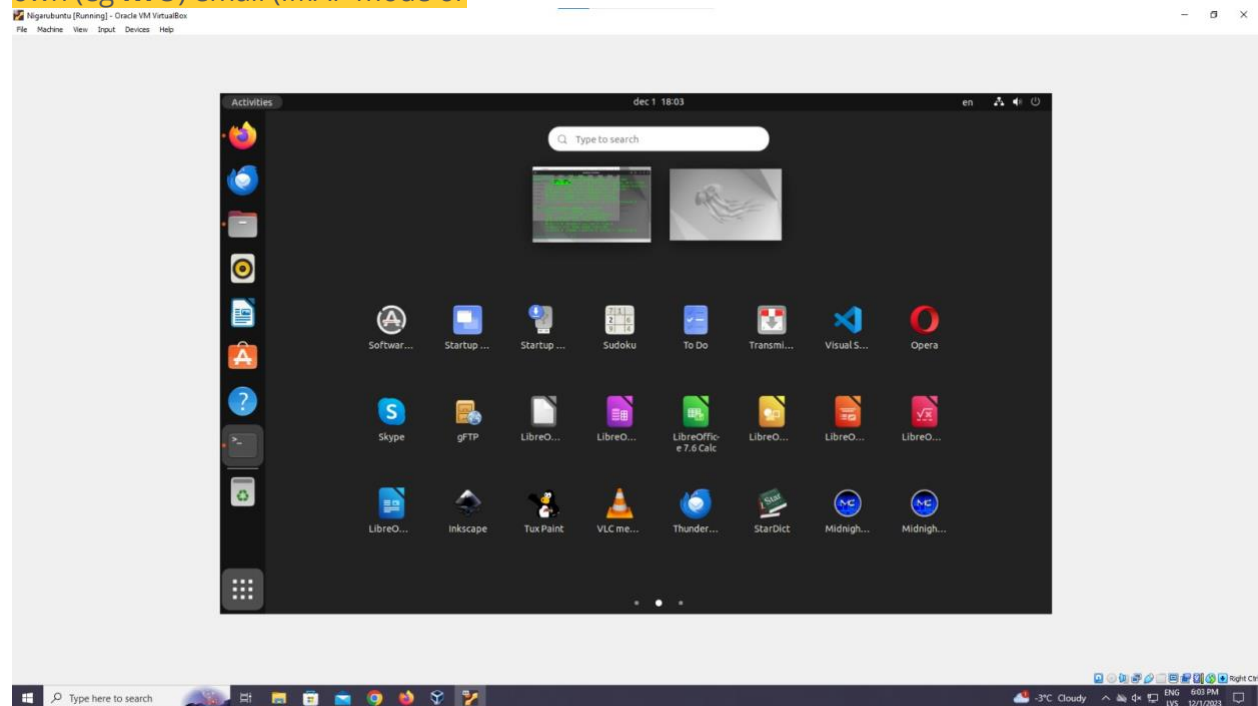 Nigarubuntu [Running] - Oracle VM VirtualBox
File Machine View Input Devices Help
Activities
dec 1 18:03
en
Type to search
Softwar...
Startup ...
Startup ...
Sudoku
To Do
Transmi...
Visual S...
Opera
Skype
gFTP
LibreO...
LibreO...
LibreOffic-
e 7.6 Calc
LibreO...
LibreO...
LibreO...
LibreO...
Inkscape
Tux Paint
VLC me...
Thunder...
StarDict
Midnigh...
Midnigh...
Right Ctrl
Type here to search
-3°C Cloudy
ENG
LVS
6:03 PM
12/1/2023